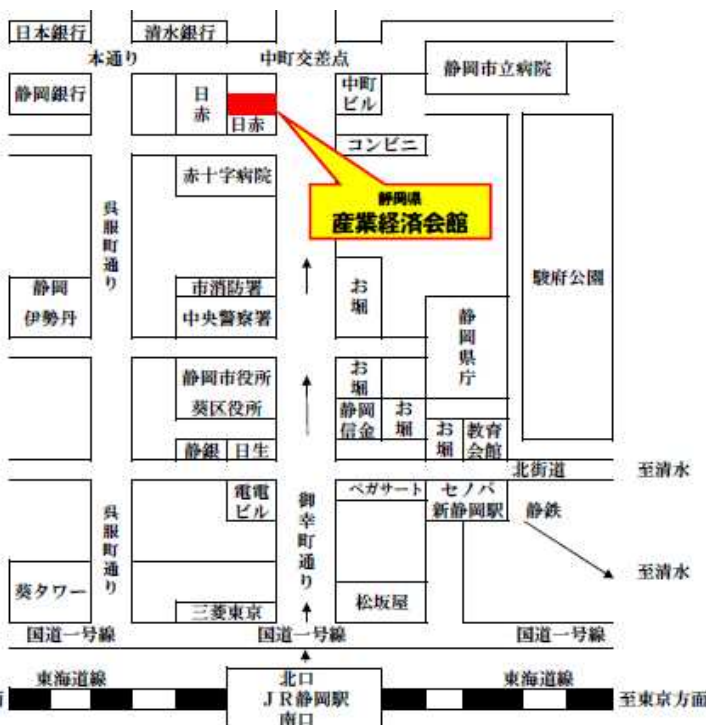 日本銀行
清水銀行
本通り
中町交差点
静岡市立病院
静岡銀行
日赤
中町
ビル
日赤
コンビニ
赤十字病院
静岡県
産業経済会館
呉服町通り
駿府公園
静岡
伊勢丹
市消防署
中央警察署
お堀
静岡県庁
静岡市役所
葵区役所
お堀
静岡
信金
お堀
お堀
教育
会館
静銀
日生
北街道
至清水
電電
ビル
ペガサート
セノバ
新静岡駅
静鉄
呉服町通り
御幸町通り
至清水
葵タワー
三菱東京
松坂屋
国道一号線
国道一号線
国道一号線
東海道線
北口
JR静岡駅
南口
東海道線
至東京方面